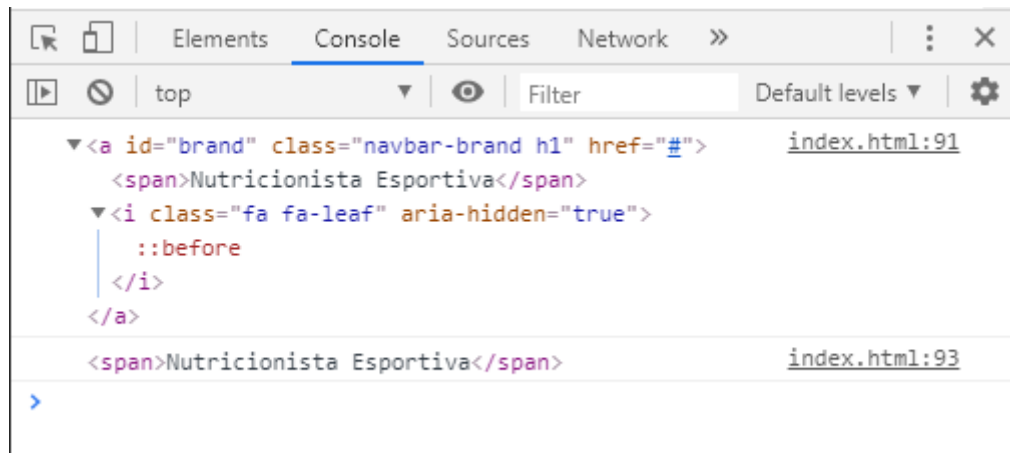 Elements Console Sources Network »
top Filter Default levels
<a id="brand" class="navbar-brand h1" href="#"> index.html:91
<span>Nutricionista Esportiva</span>
<i class="fa fa-leaf" aria-hidden="true">
::before
</i>
</a>
<span>Nutricionista Esportiva</span> index.html:93